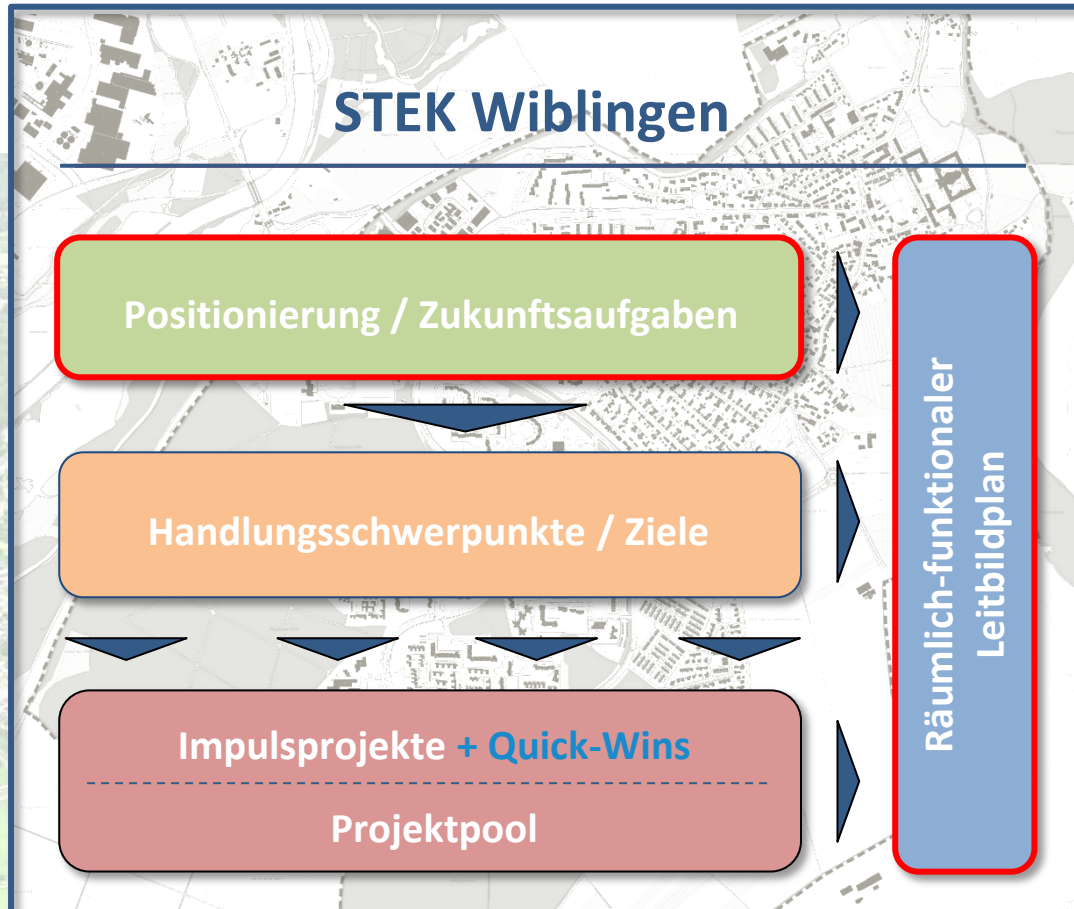 STEK Wiblingen
Positionierung / Zukunftsaufgaben
Handlungsschwerpunkte / Ziele
Impulsprojekte + Quick-Wins
Projektpool
Räumlich-funktionaler
Leitbildplan